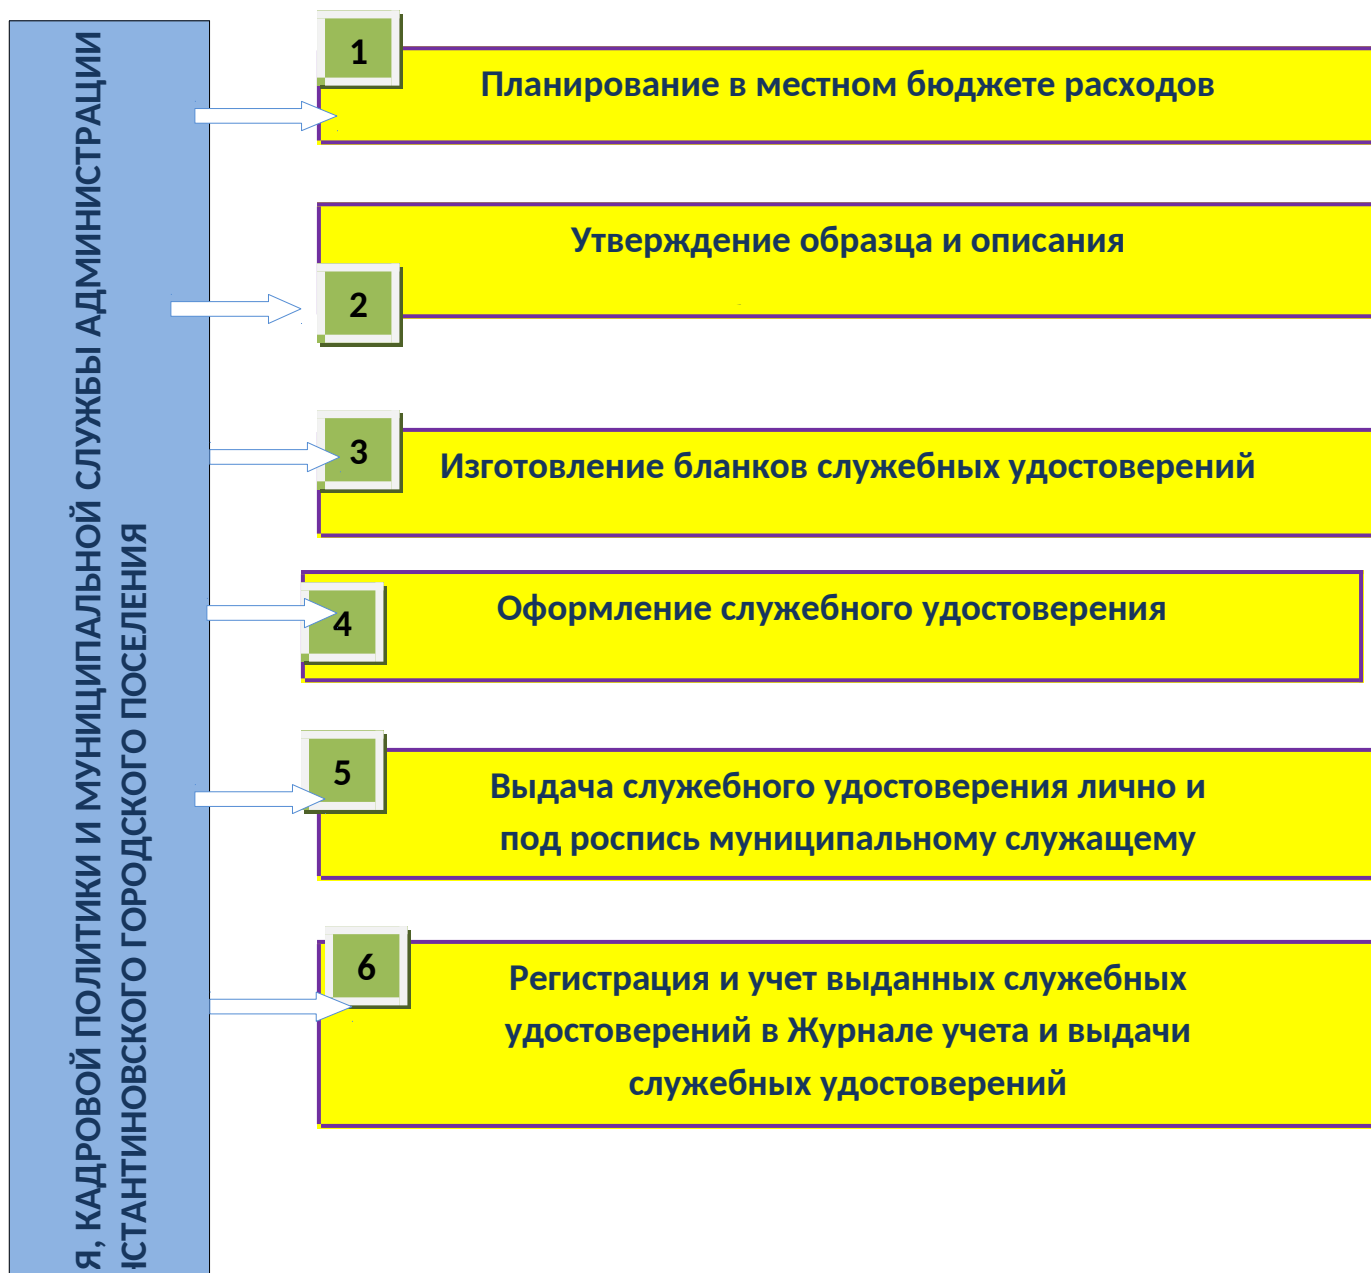 Я, КАДРОВОЙ ПОЛИТИКИ И МУНИЦИПАЛЬНОЙ СЛУЖБЫ АДМИНИСТРАЦИИ
ГОРОДСКОГО ПОСЕЛЕНИЯ
1
Планирование в местном бюджете расходов
Утверждение образца и описания
2
3
Изготовление бланков служебных удостоверений
4
Оформление служебного удостоверения
5
Выдача служебного удостоверения лично и
под роспись муниципальному служащему
6
Регистрация и учет выданных служебных
удостоверений в Журнале учета и выдачи
служебных удостоверений